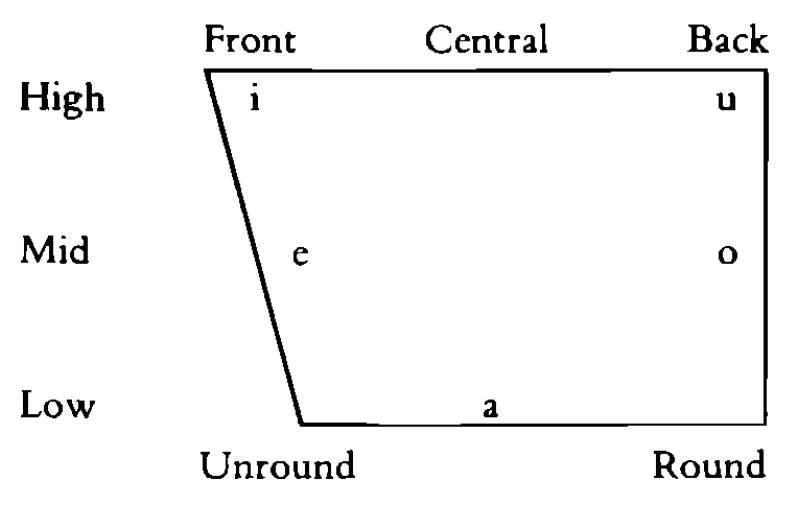 Front Central Back
High i u
Mid e o
Low a
Unround Round